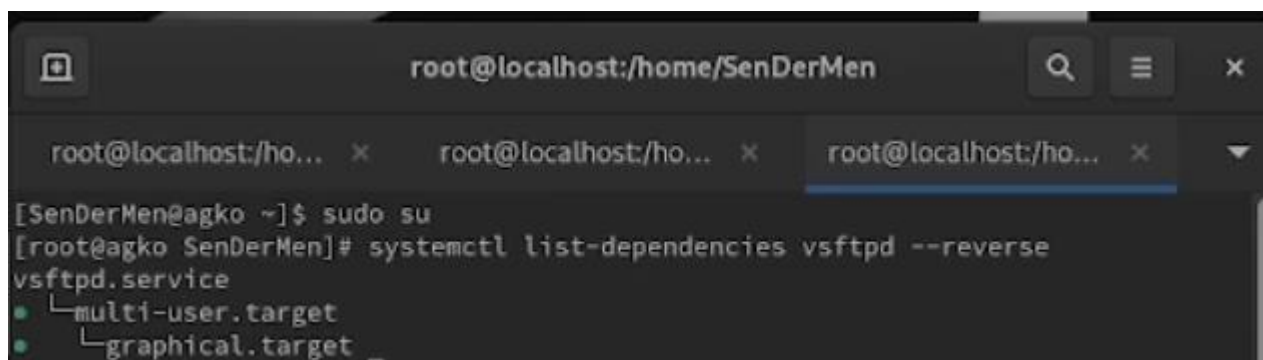 root@localhost:/home/SenDerMen
root@localhost:/ho... root@localhost:/ho... root@localhost:/ho...
[SenDerMen@agko ~]$ sudo su
[root@agko SenDerMen]# systemctl list-dependencies vsftpd --reverse
vsftpd.service
● └─multi-user.target
●   └─graphical.target